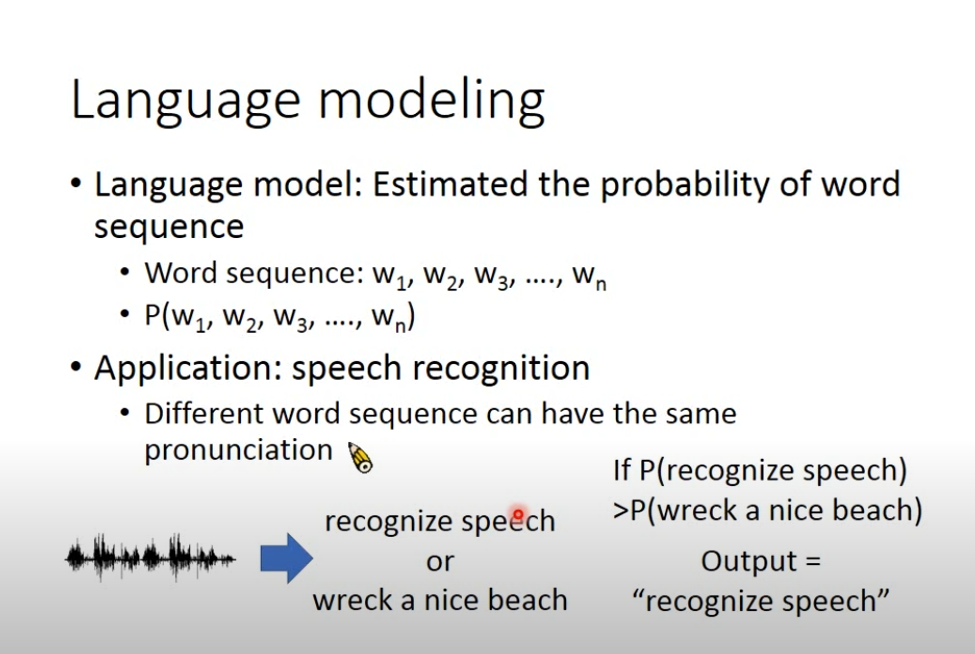 Language modeling
• Language model: Estimated the probability of word
sequence
• Word sequence: w₁, w₂, w₃, ...., wₙ
• P(w₁, w₂, w₃, ...., wₙ)
• Application: speech recognition
• Different word sequence can have the same
pronunciation
recognize speech
or
wreck a nice beach
If P(recognize speech)
>P(wreck a nice beach)
Output =
“recognize speech”